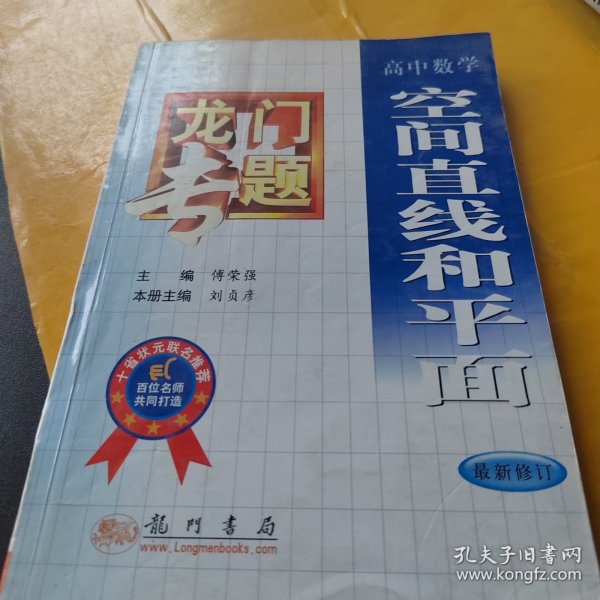 高中数学
空间直线和平面
龙门
专题
主编 傅荣强
本册主编 刘贞彦
十省状元联名推荐
百位名师
共同打造
最新修订
龍門書局
www.Longmenbooks.com
孔夫子旧书网
www.kongfz.com